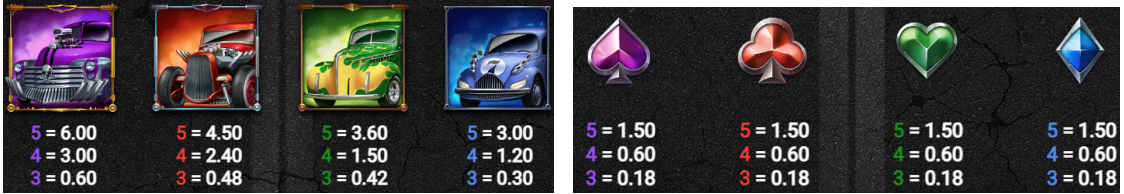 7
5 = 6.00
4 = 3.00
3 = 0.60
5 = 4.50
4 = 2.40
3 = 0.48
5 = 3.60
4 = 1.50
3 = 0.42
5 = 3.00
4 = 1.20
3 = 0.30
5 = 1.50
4 = 0.60
3 = 0.18
5 = 1.50
4 = 0.60
3 = 0.18
5 = 1.50
4 = 0.60
3 = 0.18
5 = 1.50
4 = 0.60
3 = 0.18